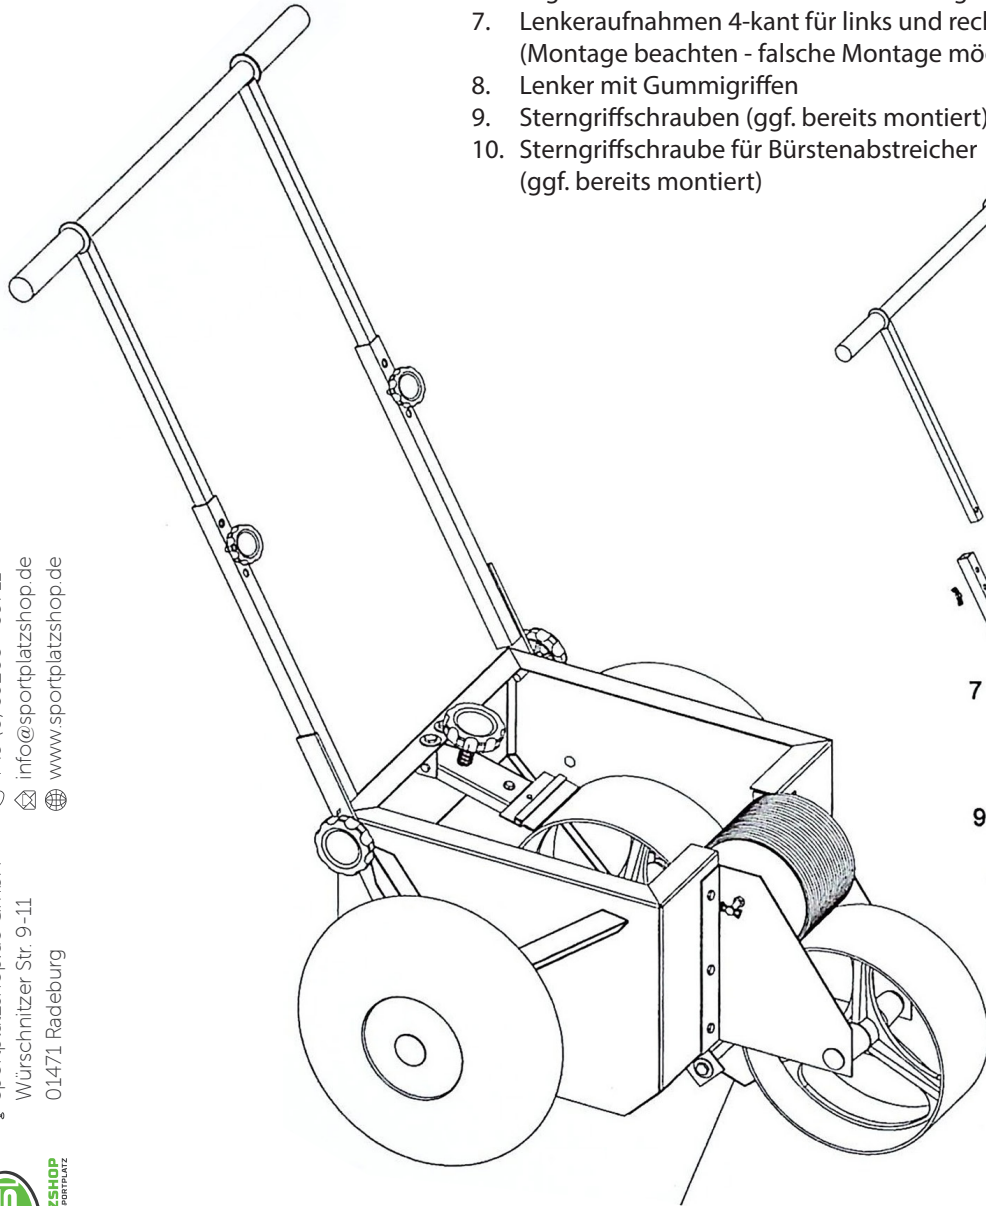 7. Lenkeraufnahmen 4-kant für links und
(Montage beachten - falsche Montage
8. Lenker mit Gummigriffen
9. Sterngriffschrauben (ggf. bereits montiert)
10. Sterngriffschraube für Bürstenabstreicher
(ggf. bereits montiert)
7
9
info@sportplatzshop.de
www.sportplatzshop.de
Würschnitzer Str. 9-11
01471 Radeburg